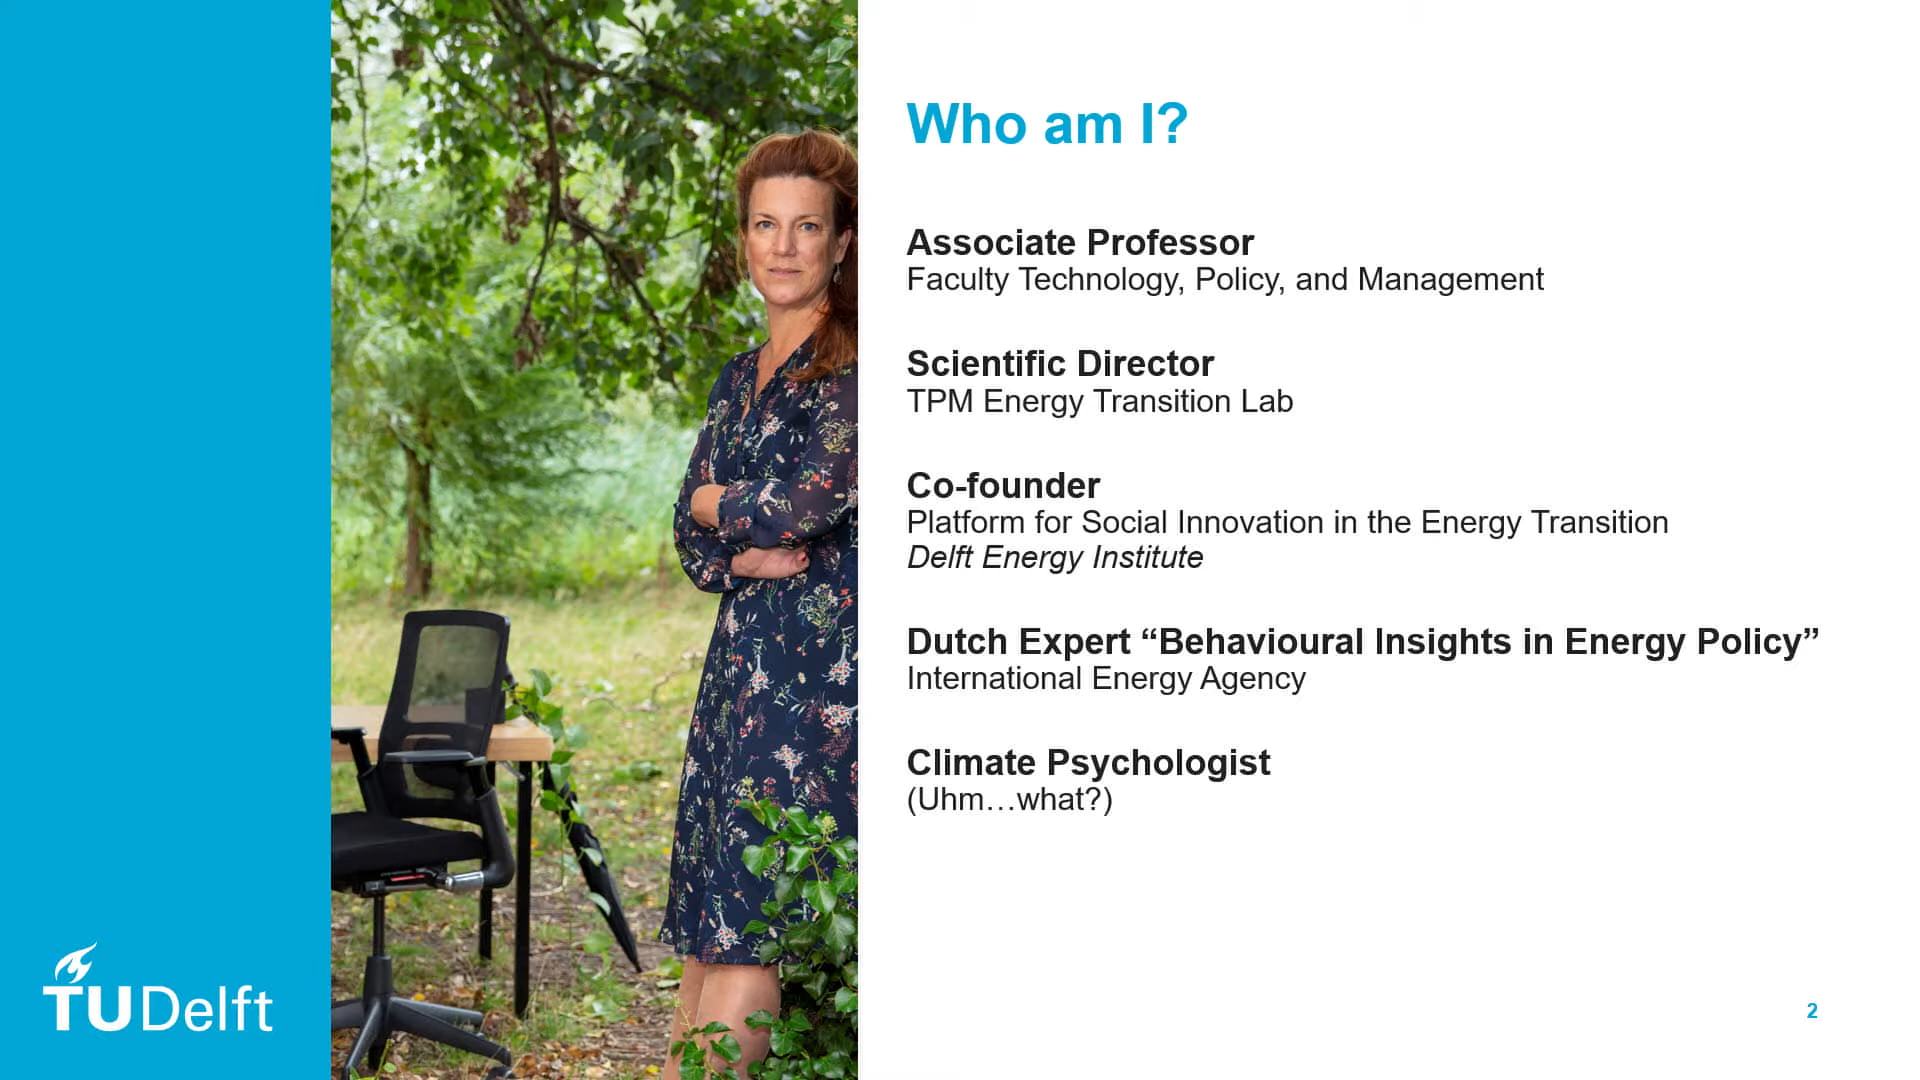 Who am I?
Associate Professor
Faculty Technology, Policy, and Management
Scientific Director
TPM Energy Transition Lab
Co-founder
Platform for Social Innovation in the Energy Transition
Delft Energy Institute
Dutch Expert “Behavioural Insights in Energy Policy”
International Energy Agency
Climate Psychologist
(Uhm…what?)
TUDelft
2